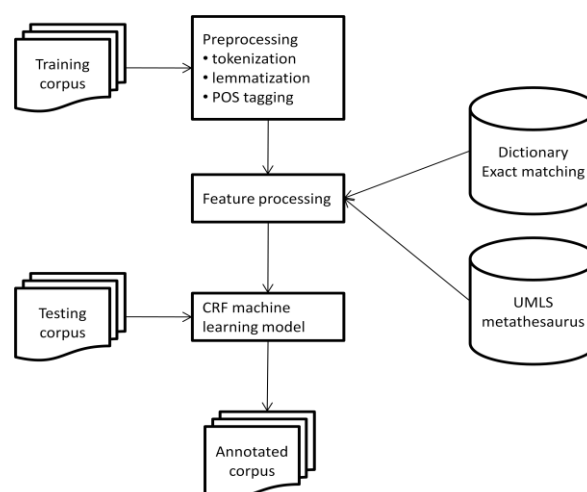 Training
corpus
Preprocessing
• tokenization
• lemmatization
• POS tagging
Dictionary
Exact matching
Feature processing
Testing
corpus
CRF machine
learning model
UMLS
metathesaurus
Annotated
corpus